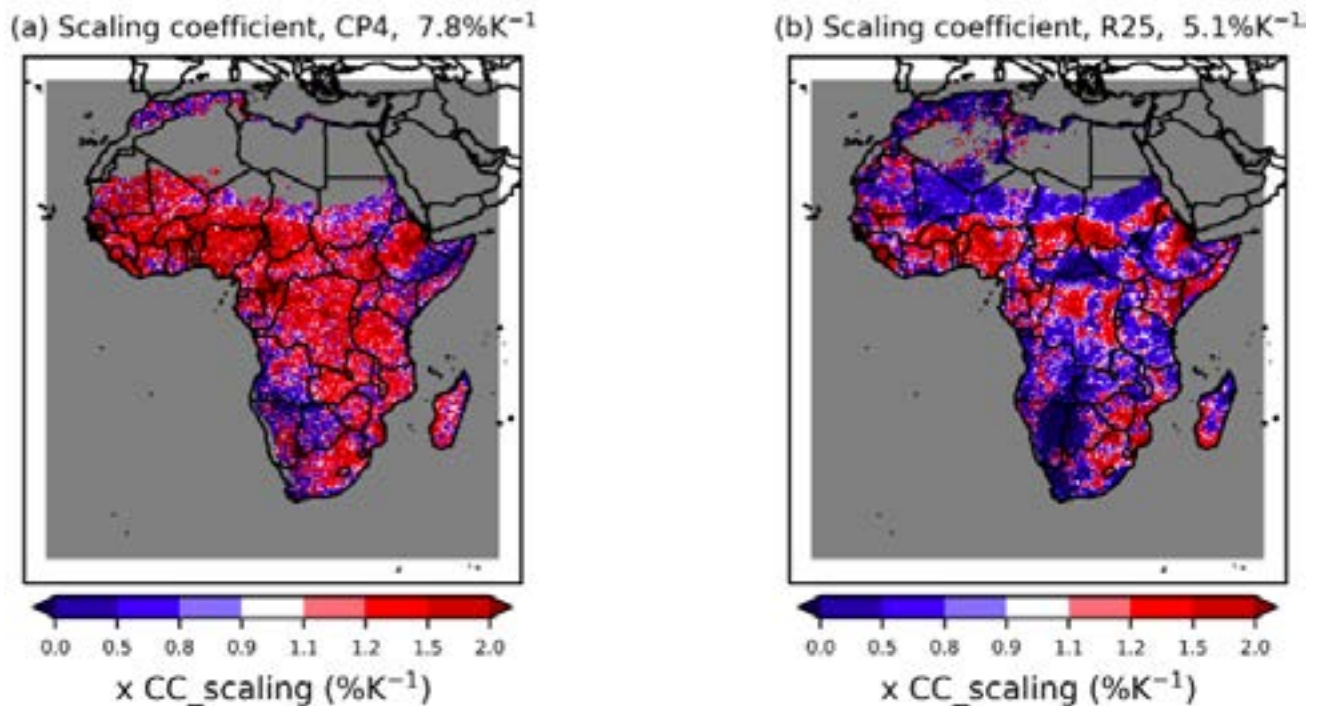 (a) Scaling coefficient, CP4, 7.8%K⁻¹
(b) Scaling coefficient, R25, 5.1%K⁻¹
0.0 0.5 0.8 0.9 1.1 1.2 1.5 2.0
x CC_scaling (%K⁻¹)
0.0 0.5 0.8 0.9 1.1 1.2 1.5 2.0
x CC_scaling (%K⁻¹)